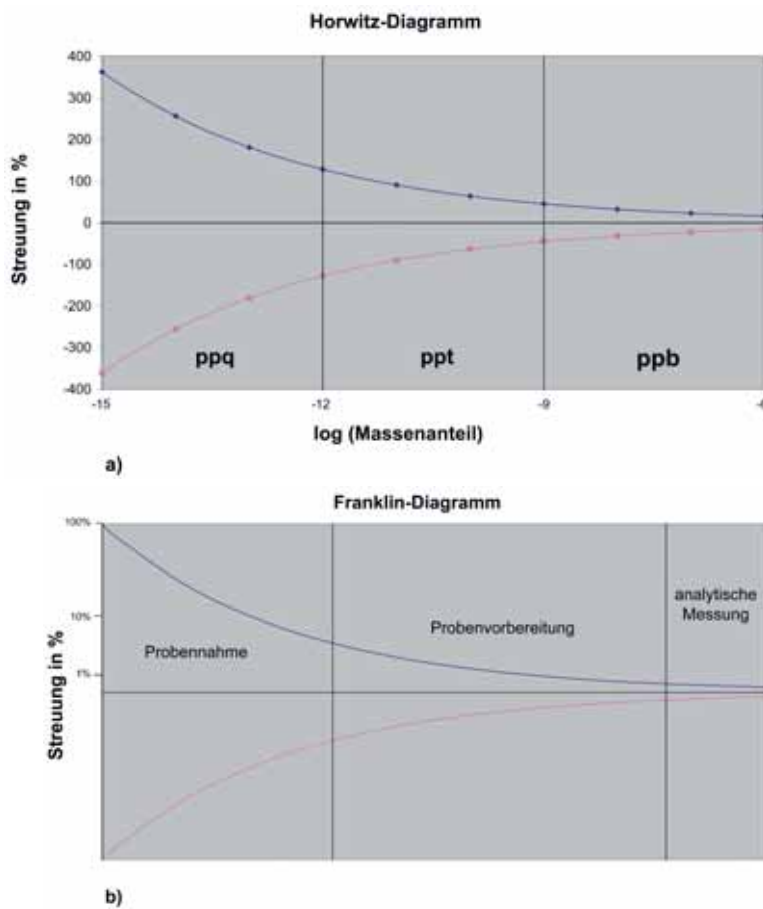 Horwitz-Diagramm
400
300
200
100
0
-100
-200
-300
-400
Streuung in %
ppq
ppt
ppb
-15
-12
-9
log (Massenanteil)
a)
Franklin-Diagramm
100%
10%
1%
Streuung in %
Probennahme
Probenvorbereitung
analytische
Messung
b)